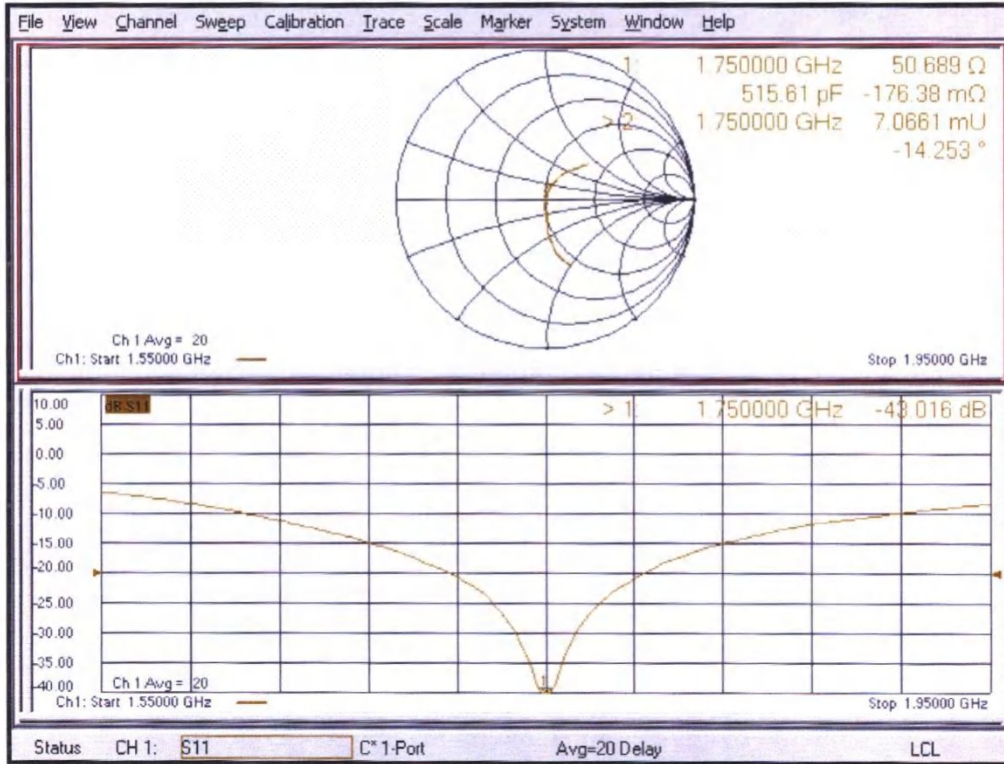 File View Channel Sweep Calibration Trace Scale Marker System Window Help
1: 1.750000 GHz 50.689 Ω
515.61 pF -176.38 mΩ
> 2: 1.750000 GHz 7.0661 mU
-14.253 °
Ch 1 Avg = 20
Ch1: Start 1.55000 GHz Stop 1.95000 GHz
10.00 dB S11 > 1: 1.750000 GHz -43.016 dB
5.00
0.00
-5.00
-10.00
-15.00
-20.00
-25.00
-30.00
-35.00
-40.00 Ch 1 Avg = 20 1
Ch1: Start 1.55000 GHz Stop 1.95000 GHz
Status CH 1: S11 C* 1-Port Avg=20 Delay LCL